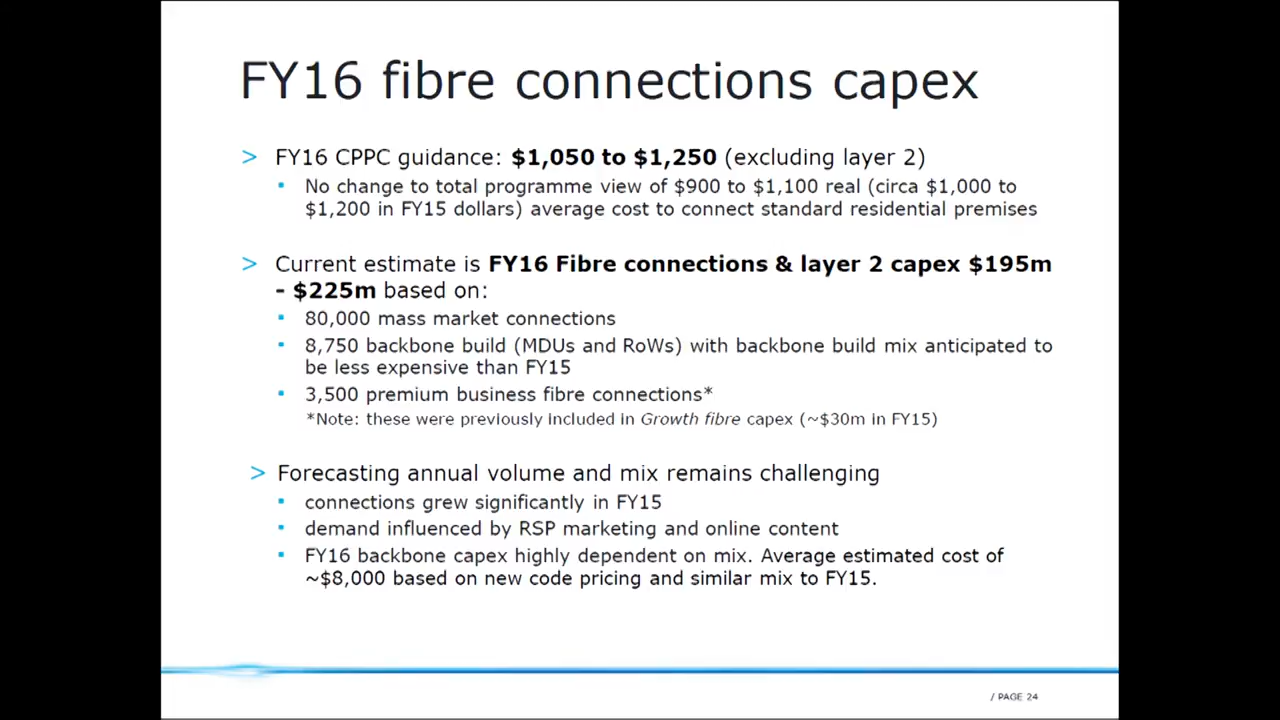 FY16 fibre connections capex
> FY16 CPPC guidance: $1,050 to $1,250 (excluding layer 2)
▪ No change to total programme view of $900 to $1,100 real (circa $1,000 to
$1,200 in FY15 dollars) average cost to connect standard residential premises
> Current estimate is FY16 Fibre connections & layer 2 capex $195m
- $225m based on:
▪ 80,000 mass market connections
▪ 8,750 backbone build (MDUs and RoWs) with backbone build mix anticipated to
be less expensive than FY15
▪ 3,500 premium business fibre connections*
*Note: these were previously included in Growth fibre capex (~$30m in FY15)
> Forecasting annual volume and mix remains challenging
▪ connections grew significantly in FY15
▪ demand influenced by RSP marketing and online content
▪ FY16 backbone capex highly dependent on mix. Average estimated cost of
~$8,000 based on new code pricing and similar mix to FY15.
/ PAGE 24